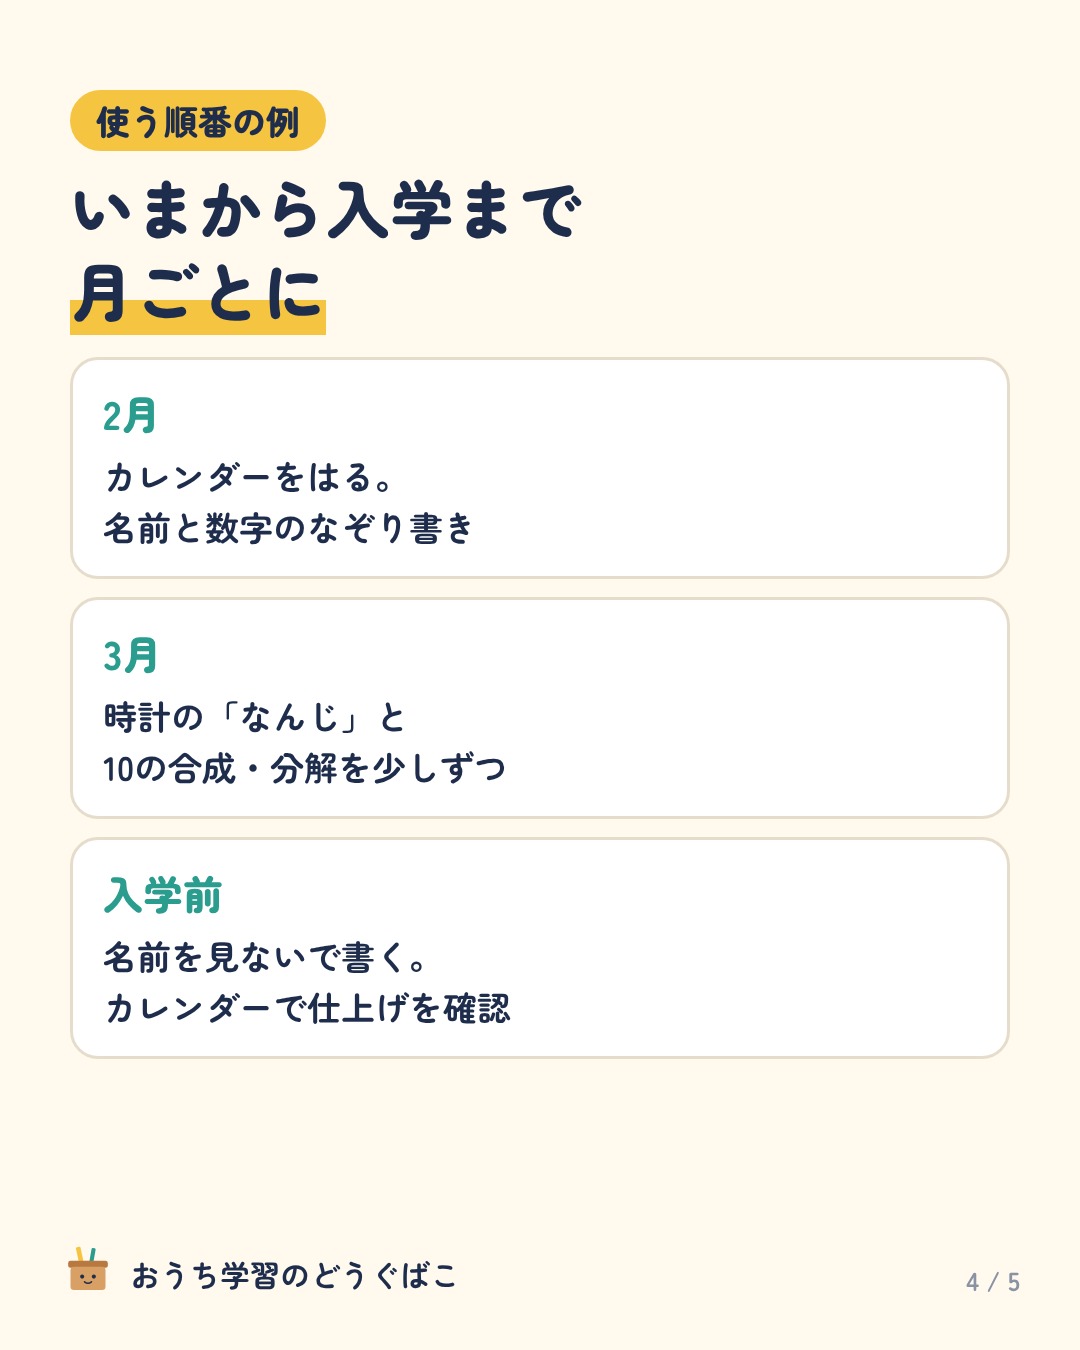 使う順番の例
いまから入学まで
月ごとに
2月
カレンダーをはる。
名前と数字のなぞり書き
3月
時計の「なんじ」と
10の合成・分解を少しずつ
入学前
名前を見ないで書く。
カレンダーで仕上げを確認
おうち学習のどうぐばこ
4 / 5